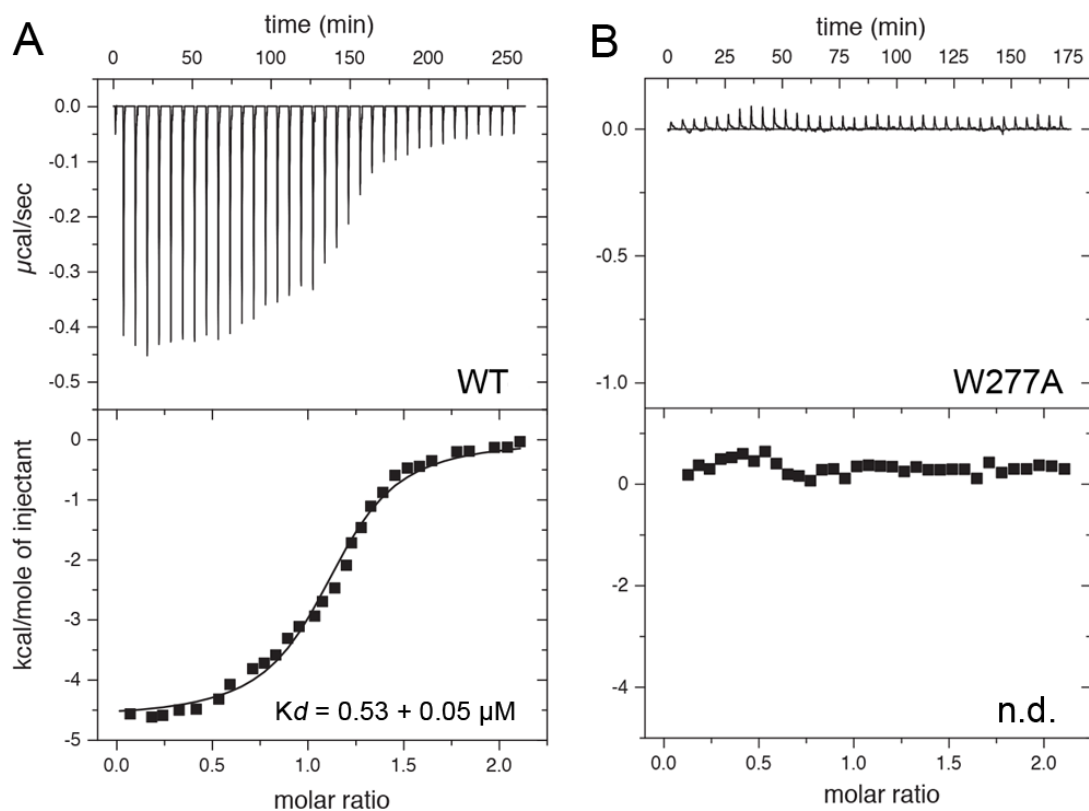 A
time (min)
0 50 100 150 200 250
0.0
-0.1
-0.2
-0.3
-0.4
-0.5
µcal/sec
WT
0
-1
-2
-3
-4
-5
kcal/mole of injectant
Kd = 0.53 + 0.05 µM
0.0 0.5 1.0 1.5 2.0
molar ratio
B
time (min)
0 25 50 75 100 125 150 175
0.0
-0.5
-1.0
W277A
0
-2
-4
n.d.
0.0 0.5 1.0 1.5 2.0
molar ratio